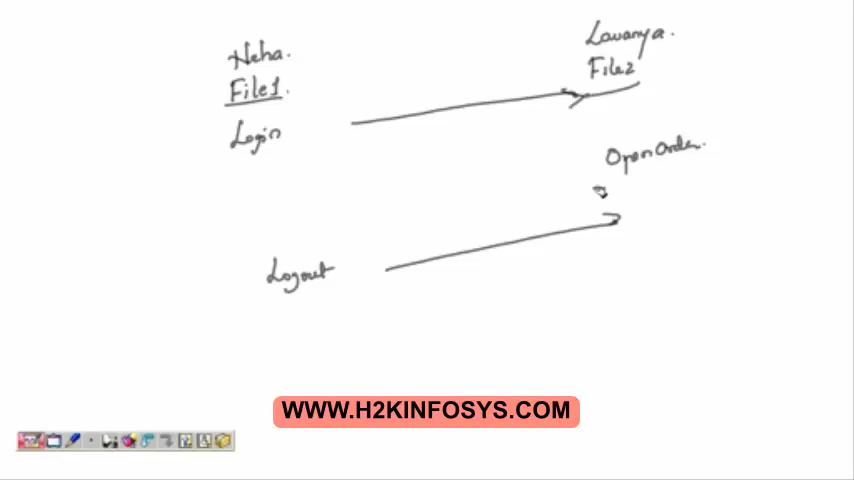 Neha.
File1.
Login
Lavanya.
File2
OpenOrder.
Logout
WWW.H2KINFOSYS.COM